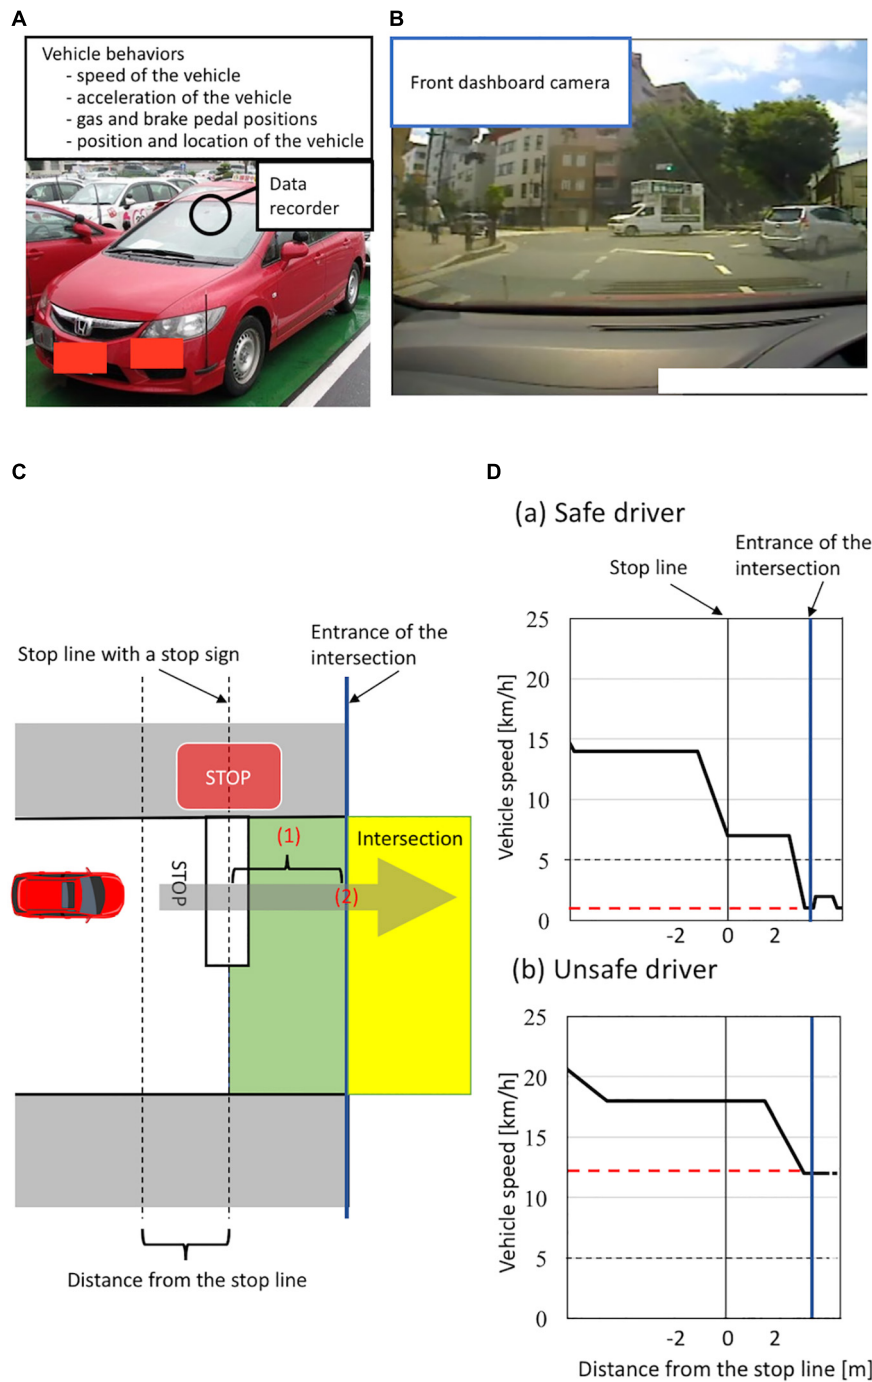 A
Vehicle behaviors
- speed of the vehicle
- acceleration of the vehicle
- gas and brake pedal positions
- position and location of the vehicle
Data
recorder
B
Front dashboard camera
C
Stop line with a stop sign
Entrance of the
intersection
STOP
(1)
Intersection
STOP
(2)
Distance from the stop line
D
(a) Safe driver
Stop line
Entrance of the
intersection
Vehicle speed [km/h]
25
20
15
10
5
0
-2 0 2
(b) Unsafe driver
Vehicle speed [km/h]
25
20
15
10
5
0
-2 0 2
Distance from the stop line [m]